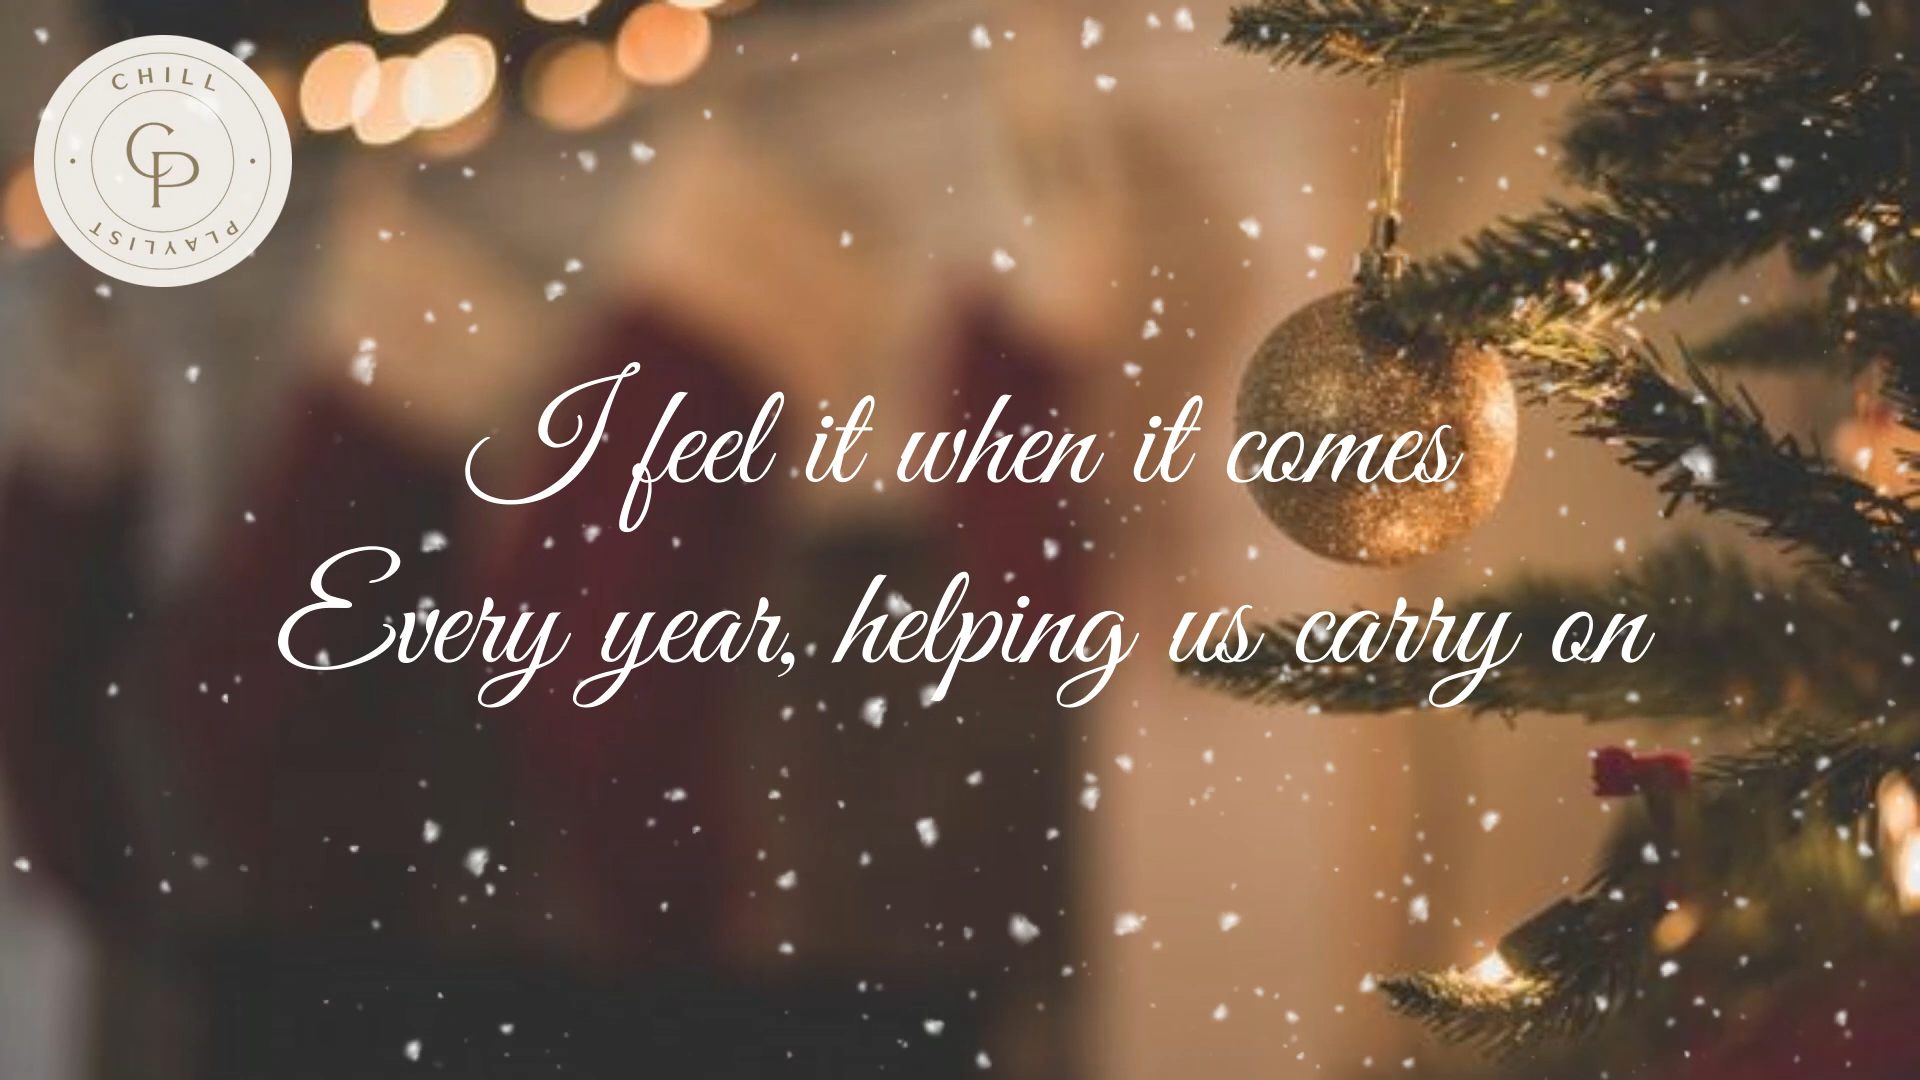 CHILL
CP
PLAYLIST
I feel it when it comes
Every year, helping us carry on